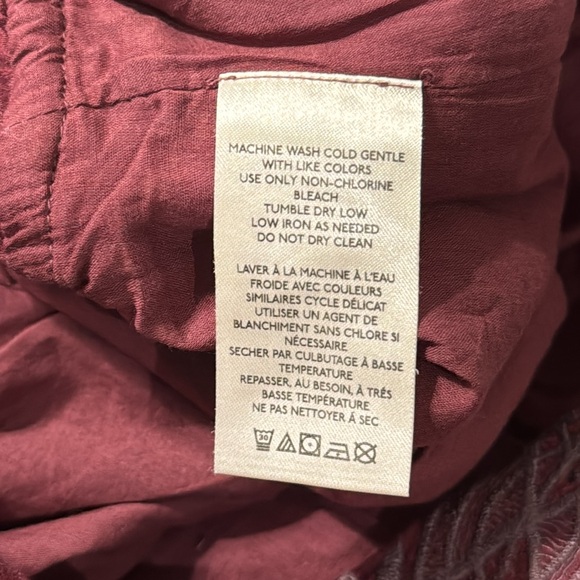 MACHINE WASH COLD GENTLE
WITH LIKE COLORS
USE ONLY NON-CHLORINE
BLEACH
TUMBLE DRY LOW
LOW IRON AS NEEDED
DO NOT DRY CLEAN
LAVER À LA MACHINE À L'EAU
FROIDE AVEC COULEURS
SIMILAIRES CYCLE DÉLICAT
UTILISER UN AGENT DE
BLANCHIMENT SANS CHLORE SI
NÉCESSAIRE
SECHER PAR CULBUTAGE À BASSE
TEMPERATURE
REPASSER, AU BESOIN, À TRÉS
BASSE TEMPÉRATURE
NE PAS NETTOYER À SEC
30